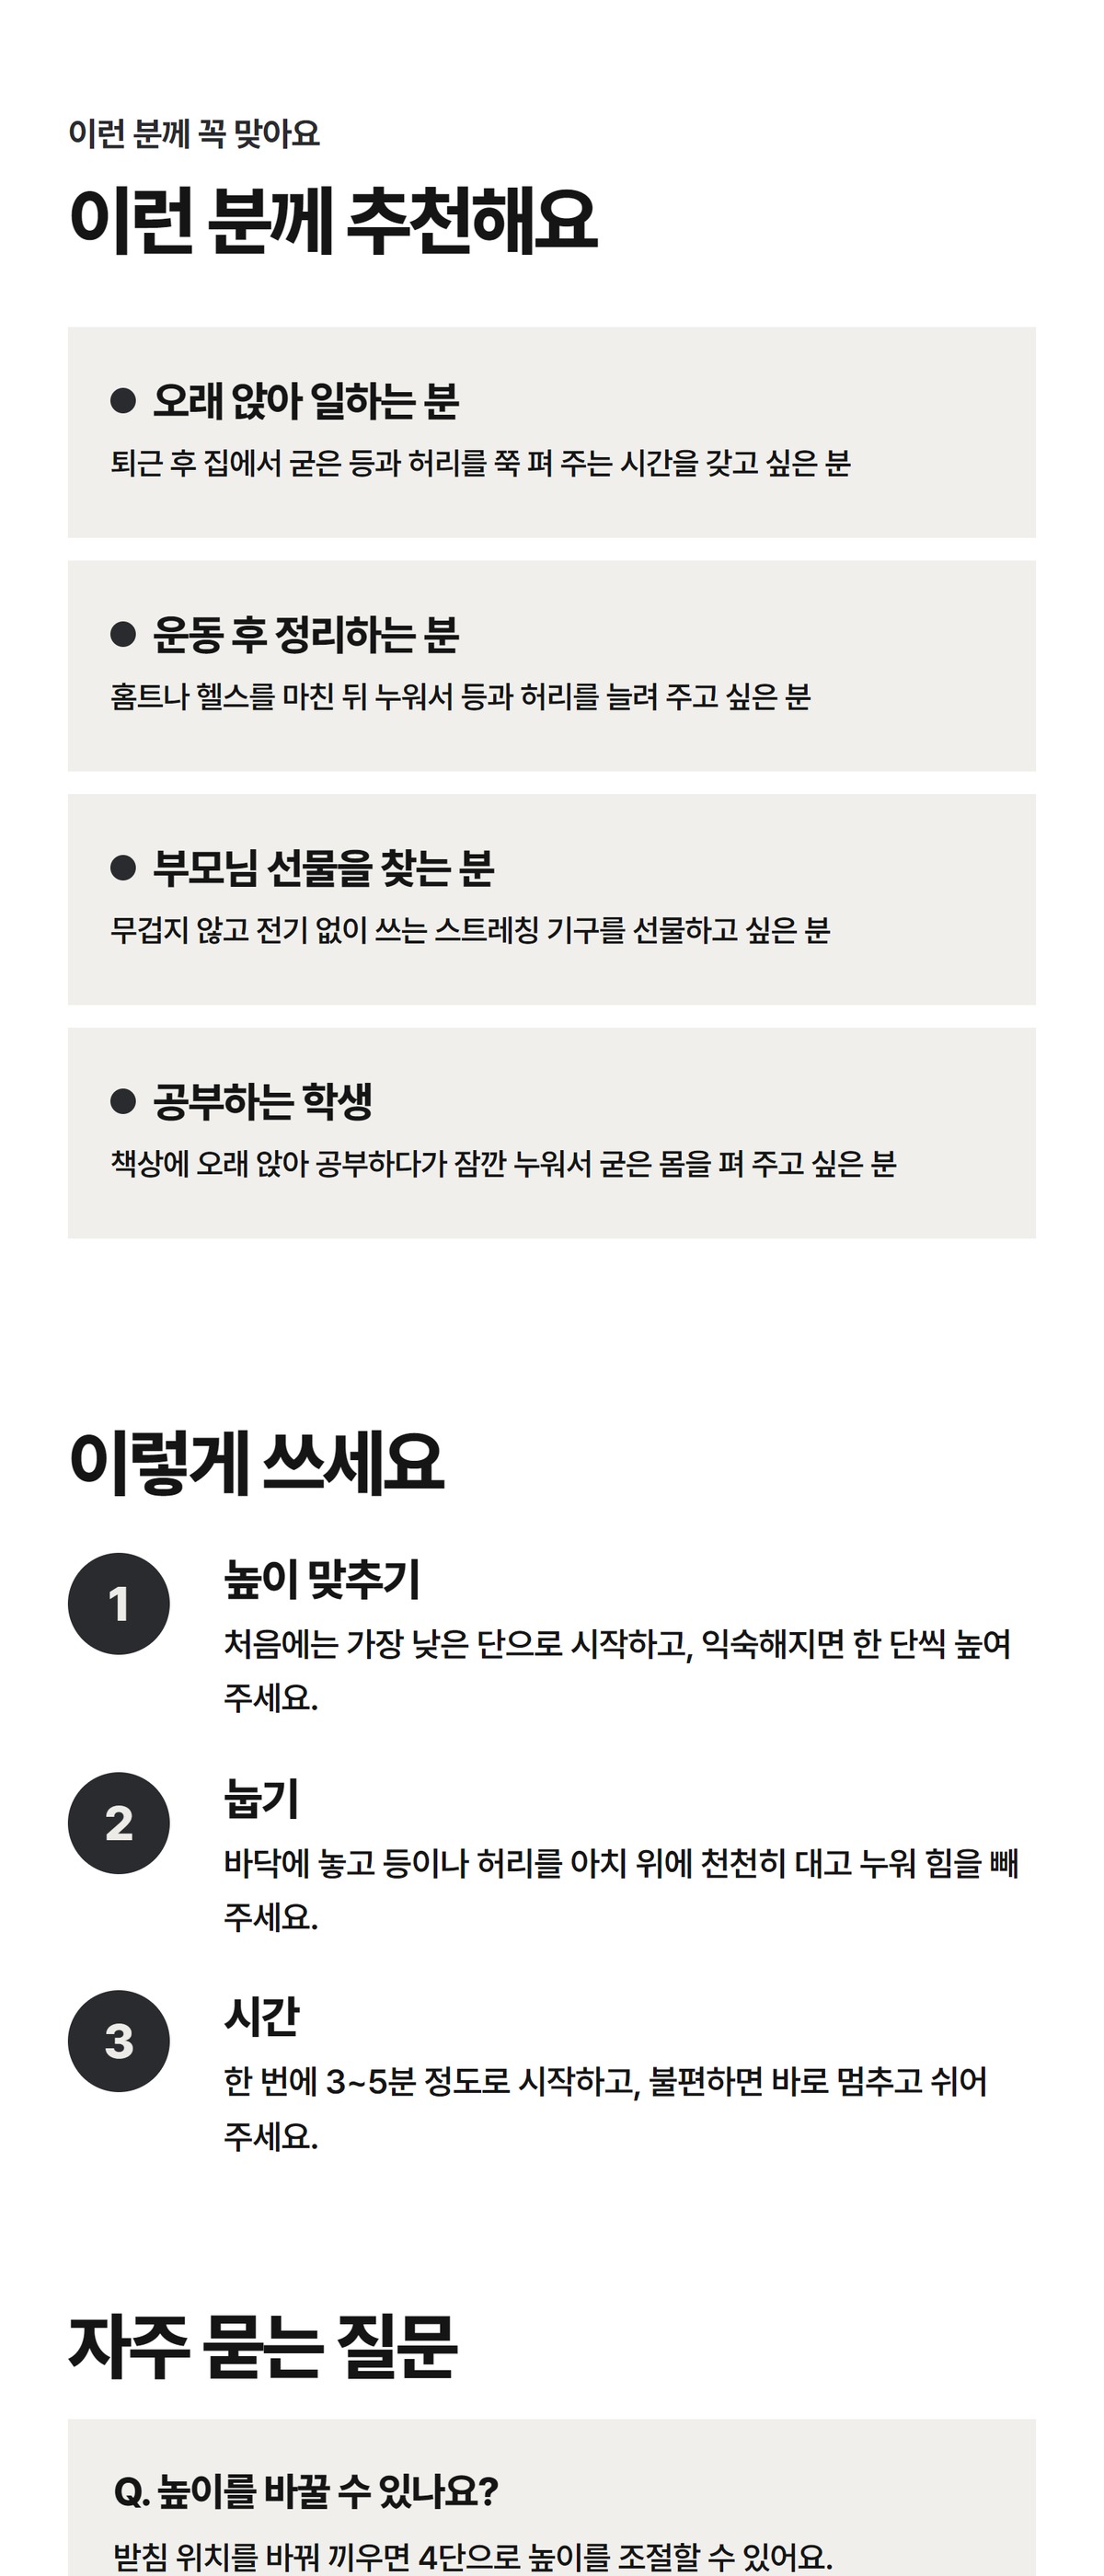 이런 분께 꼭 맞아요
이런 분께 추천해요
오래 앉아 일하는 분
퇴근 후 집에서 굳은 등과 허리를 쭉 펴 주는 시간을 갖고 싶은 분
운동 후 정리하는 분
홈트나 헬스를 마친 뒤 누워서 등과 허리를 늘려 주고 싶은 분
부모님 선물을 찾는 분
무겁지 않고 전기 없이 쓰는 스트레칭 기구를 선물하고 싶은 분
공부하는 학생
책상에 오래 앉아 공부하다가 잠깐 누워서 굳은 몸을 펴 주고 싶은 분
이렇게 쓰세요
1
높이 맞추기
처음에는 가장 낮은 단으로 시작하고, 익숙해지면 한 단씩 높여
주세요.
2
눕기
바닥에 놓고 등이나 허리를 아치 위에 천천히 대고 누워 힘을 빼
주세요.
3
시간
한 번에 3~5분 정도로 시작하고, 불편하면 바로 멈추고 쉬어
주세요.
자주 묻는 질문
Q. 높이를 바꿀 수 있나요?
받침 위치를 바꿔 끼우면 4단으로 높이를 조절할 수 있어요.